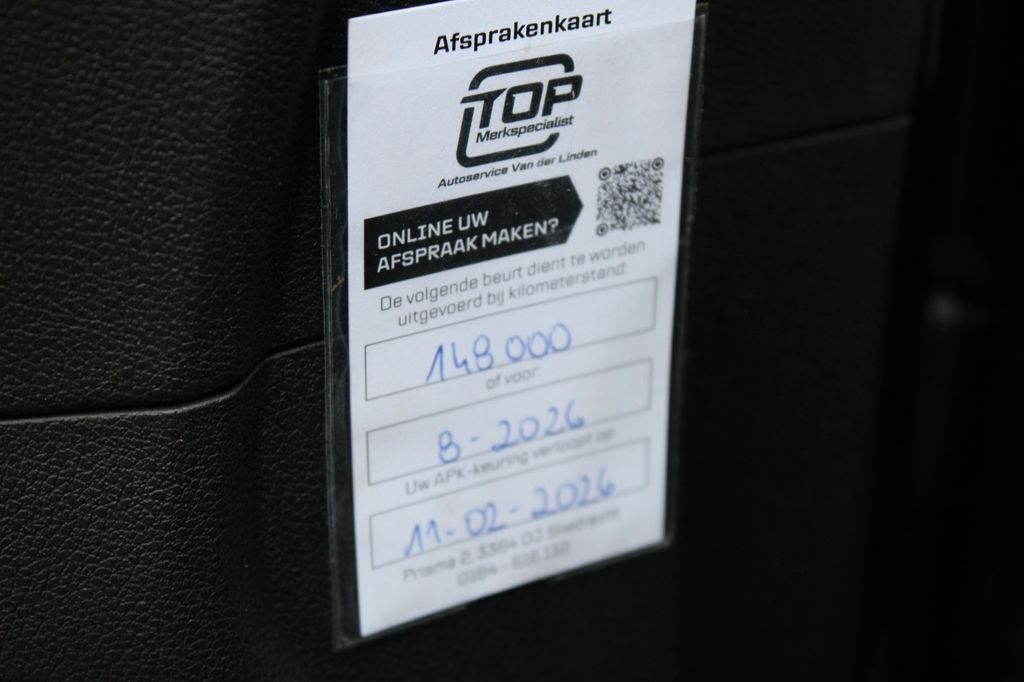 Afsprakenkaart
TOP
Merkspecialist
Autoservice Van der Linden
ONLINE UW
AFSPRAAK MAKEN?
De volgende beurt dient te worden
uitgevoerd bij kilometerstand:
148 000
of voor:
8-2026
Uw APK-keuring verloopt op:
11-02-2026
Prisma 2, 3364 DJ Sliedrecht
0184 -